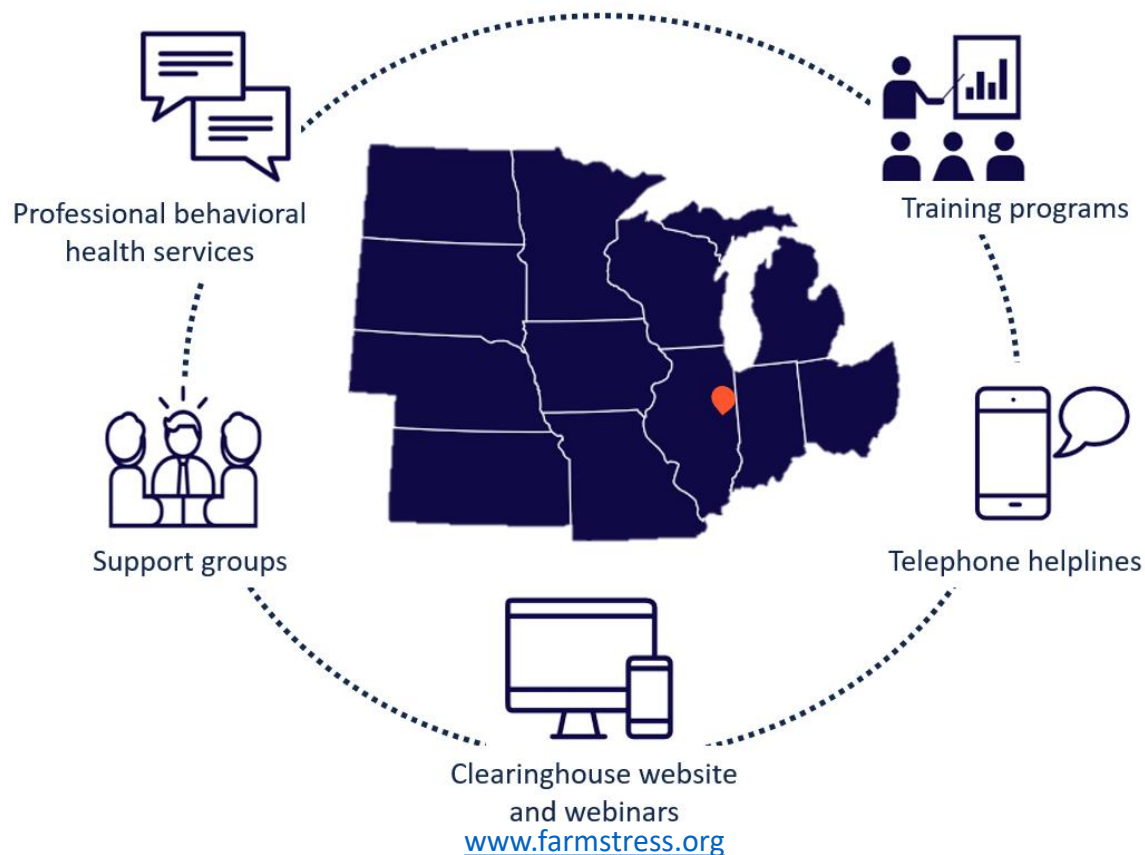 Professional behavioral
health services
Training programs
Support groups
Telephone helplines
Clearinghouse website
and webinars
www.farmstress.org